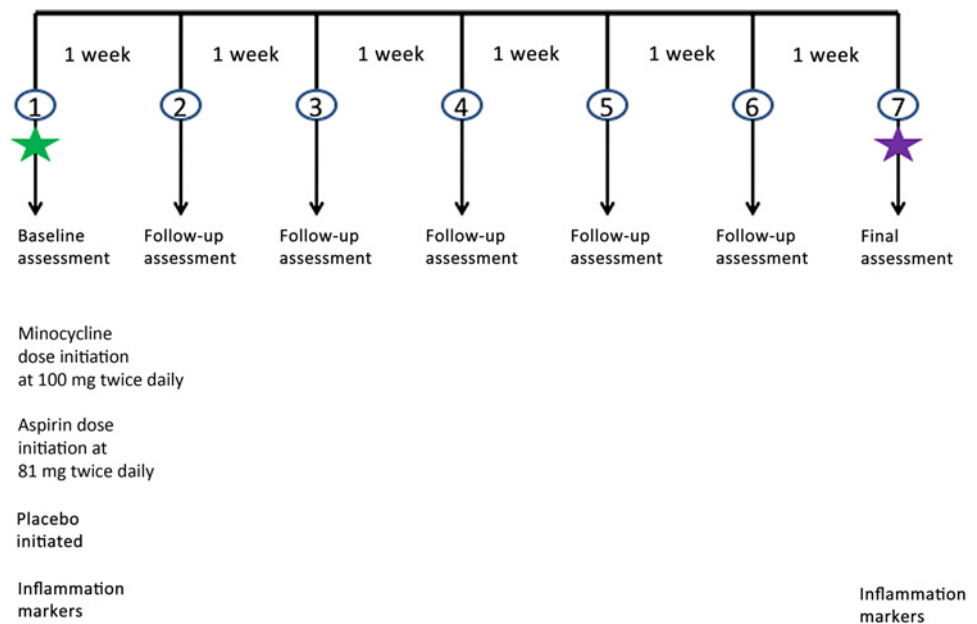 1 week 1 week 1 week 1 week 1 week 1 week
1 2 3 4 5 6 7
Baseline assessment
Follow-up assessment
Follow-up assessment
Follow-up assessment
Follow-up assessment
Follow-up assessment
Final assessment
Minocycline
dose initiation
at 100 mg twice daily
Aspirin dose
initiation at
81 mg twice daily
Placebo
initiated
Inflammation
markers
Inflammation
markers